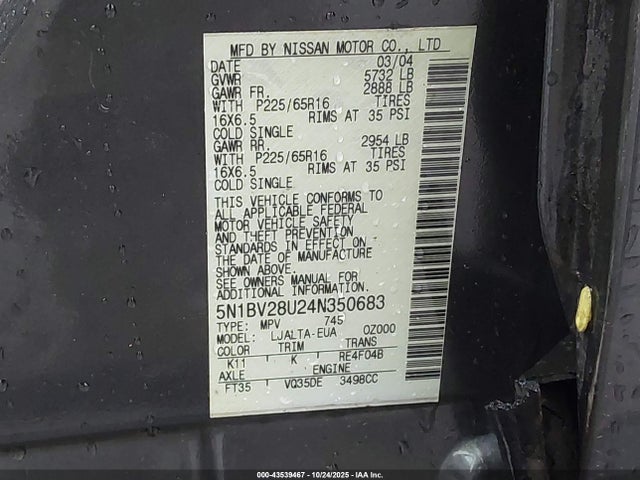 MFD BY NISSAN MOTOR CO., LTD
DATE 03/04
GVWR 5732 LB
GAWR FR. 2888 LB
WITH P225/65R16 TIRES
16X6.5 RIMS AT 35 PSI
COLD SINGLE
GAWR RR. 2954 LB
WITH P225/65R16 TIRES
16X6.5 RIMS AT 35 PSI
COLD SINGLE
THIS VEHICLE CONFORMS TO
ALL APPLICABLE FEDERAL
MOTOR VEHICLE SAFETY
AND THEFT PREVENTION
STANDARDS IN EFFECT ON
THE DATE OF MANUFACTURE
SHOWN ABOVE.
SEE OWNERS MANUAL FOR
ADDITIONAL INFORMATION
5N1BV28U24N350683
TYPE: MPV 745
MODEL: LJALTA-EUA 0Z000
COLOR TRIM TRANS
K11 K RE4F04B
AXLE ENGINE
FT35 VQ35DE 3498CC
000-43539467 - 10/24/2025 - IAA Inc.